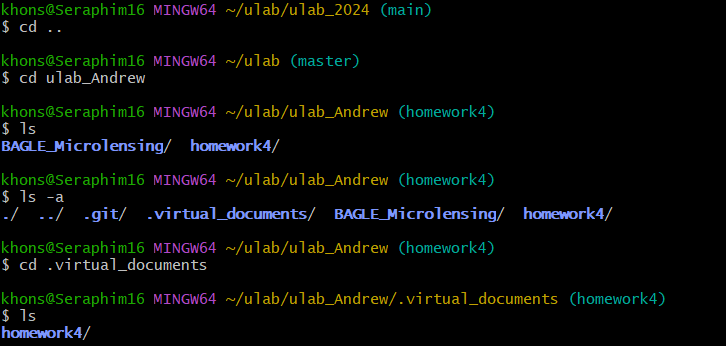 khons@Seraphim16 MINGW64 ~/ulab/ulab_2024 (main)
$ cd ..
khons@Seraphim16 MINGW64 ~/ulab (master)
$ cd ulab_Andrew
khons@Seraphim16 MINGW64 ~/ulab/ulab_Andrew (homework4)
$ ls
BAGLE_Microlensing/  homework4/
khons@Seraphim16 MINGW64 ~/ulab/ulab_Andrew (homework4)
$ ls -a
./  ../  .git/  .virtual_documents/  BAGLE_Microlensing/  homework4/
khons@Seraphim16 MINGW64 ~/ulab/ulab_Andrew (homework4)
$ cd .virtual_documents
khons@Seraphim16 MINGW64 ~/ulab/ulab_Andrew/.virtual_documents (homework4)
$ ls
homework4/